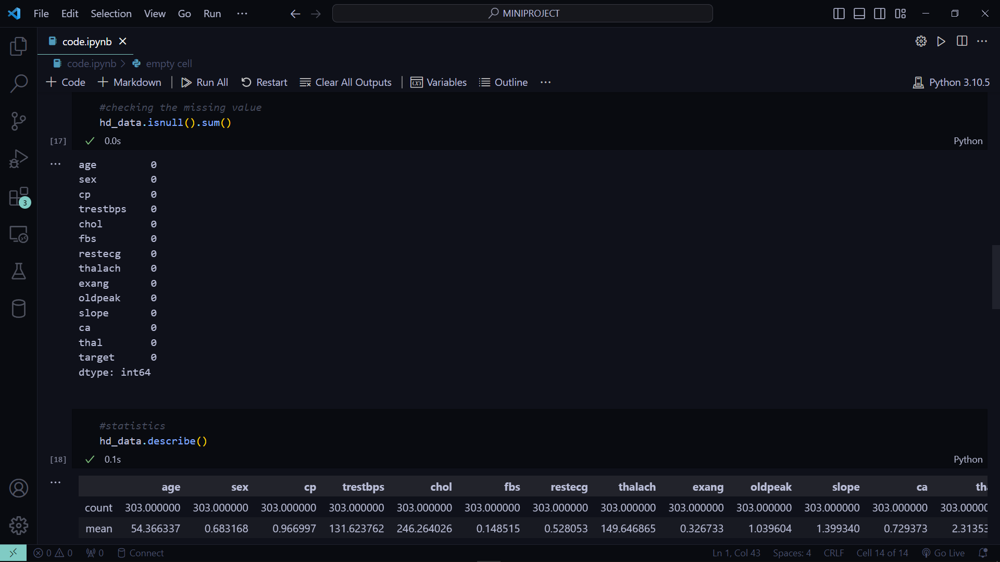 File Edit Selection View Go Run ··· MINIPROJECT
code.ipynb
code.ipynb > empty cell
+ Code + Markdown | Run All Restart Clear All Outputs | Variables Outline ··· Python 3.10.5
#checking the missing value
hd_data.isnull().sum()
[17] 0.0s Python
age 0
sex 0
cp 0
trestbps 0
chol 0
fbs 0
restecg 0
thalach 0
exang 0
oldpeak 0
slope 0
ca 0
thal 0
target 0
dtype: int64
3
#statistics
hd_data.describe()
[18] 0.1s Python
age sex cp trestbps chol fbs restecg thalach exang oldpeak slope ca tha
count 303.000000 303.000000 303.000000 303.000000 303.000000 303.000000 303.000000 303.000000 303.000000 303.000000 303.000000 303.000000 303.00000
mean 54.366337 0.683168 0.966997 131.623762 246.264026 0.148515 0.528053 149.646865 0.326733 1.039604 1.399340 0.729373 2.31353
0 0 0 Connect Ln 1, Col 43 Spaces: 4 CRLF Cell 14 of 14 Go Live